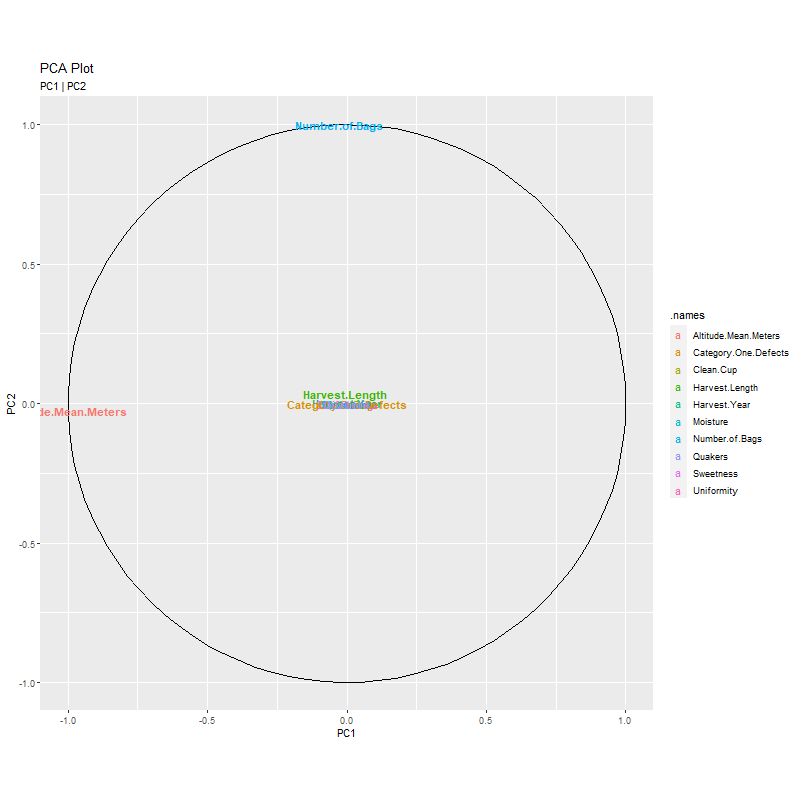 PCA Plot
PC1 | PC2
Number.of.Bags
1.0
0.5
Harvest.Length
0.0
de.Mean.Meters
-0.5
-1.0
-1.0 -0.5 0.0 0.5 1.0
PC1
PC2
.names
a Altitude.Mean.Meters
a Category.One.Defects
a Clean.Cup
a Harvest.Length
a Harvest.Year
a Moisture
a Number.of.Bags
a Quakers
a Sweetness
a Uniformity